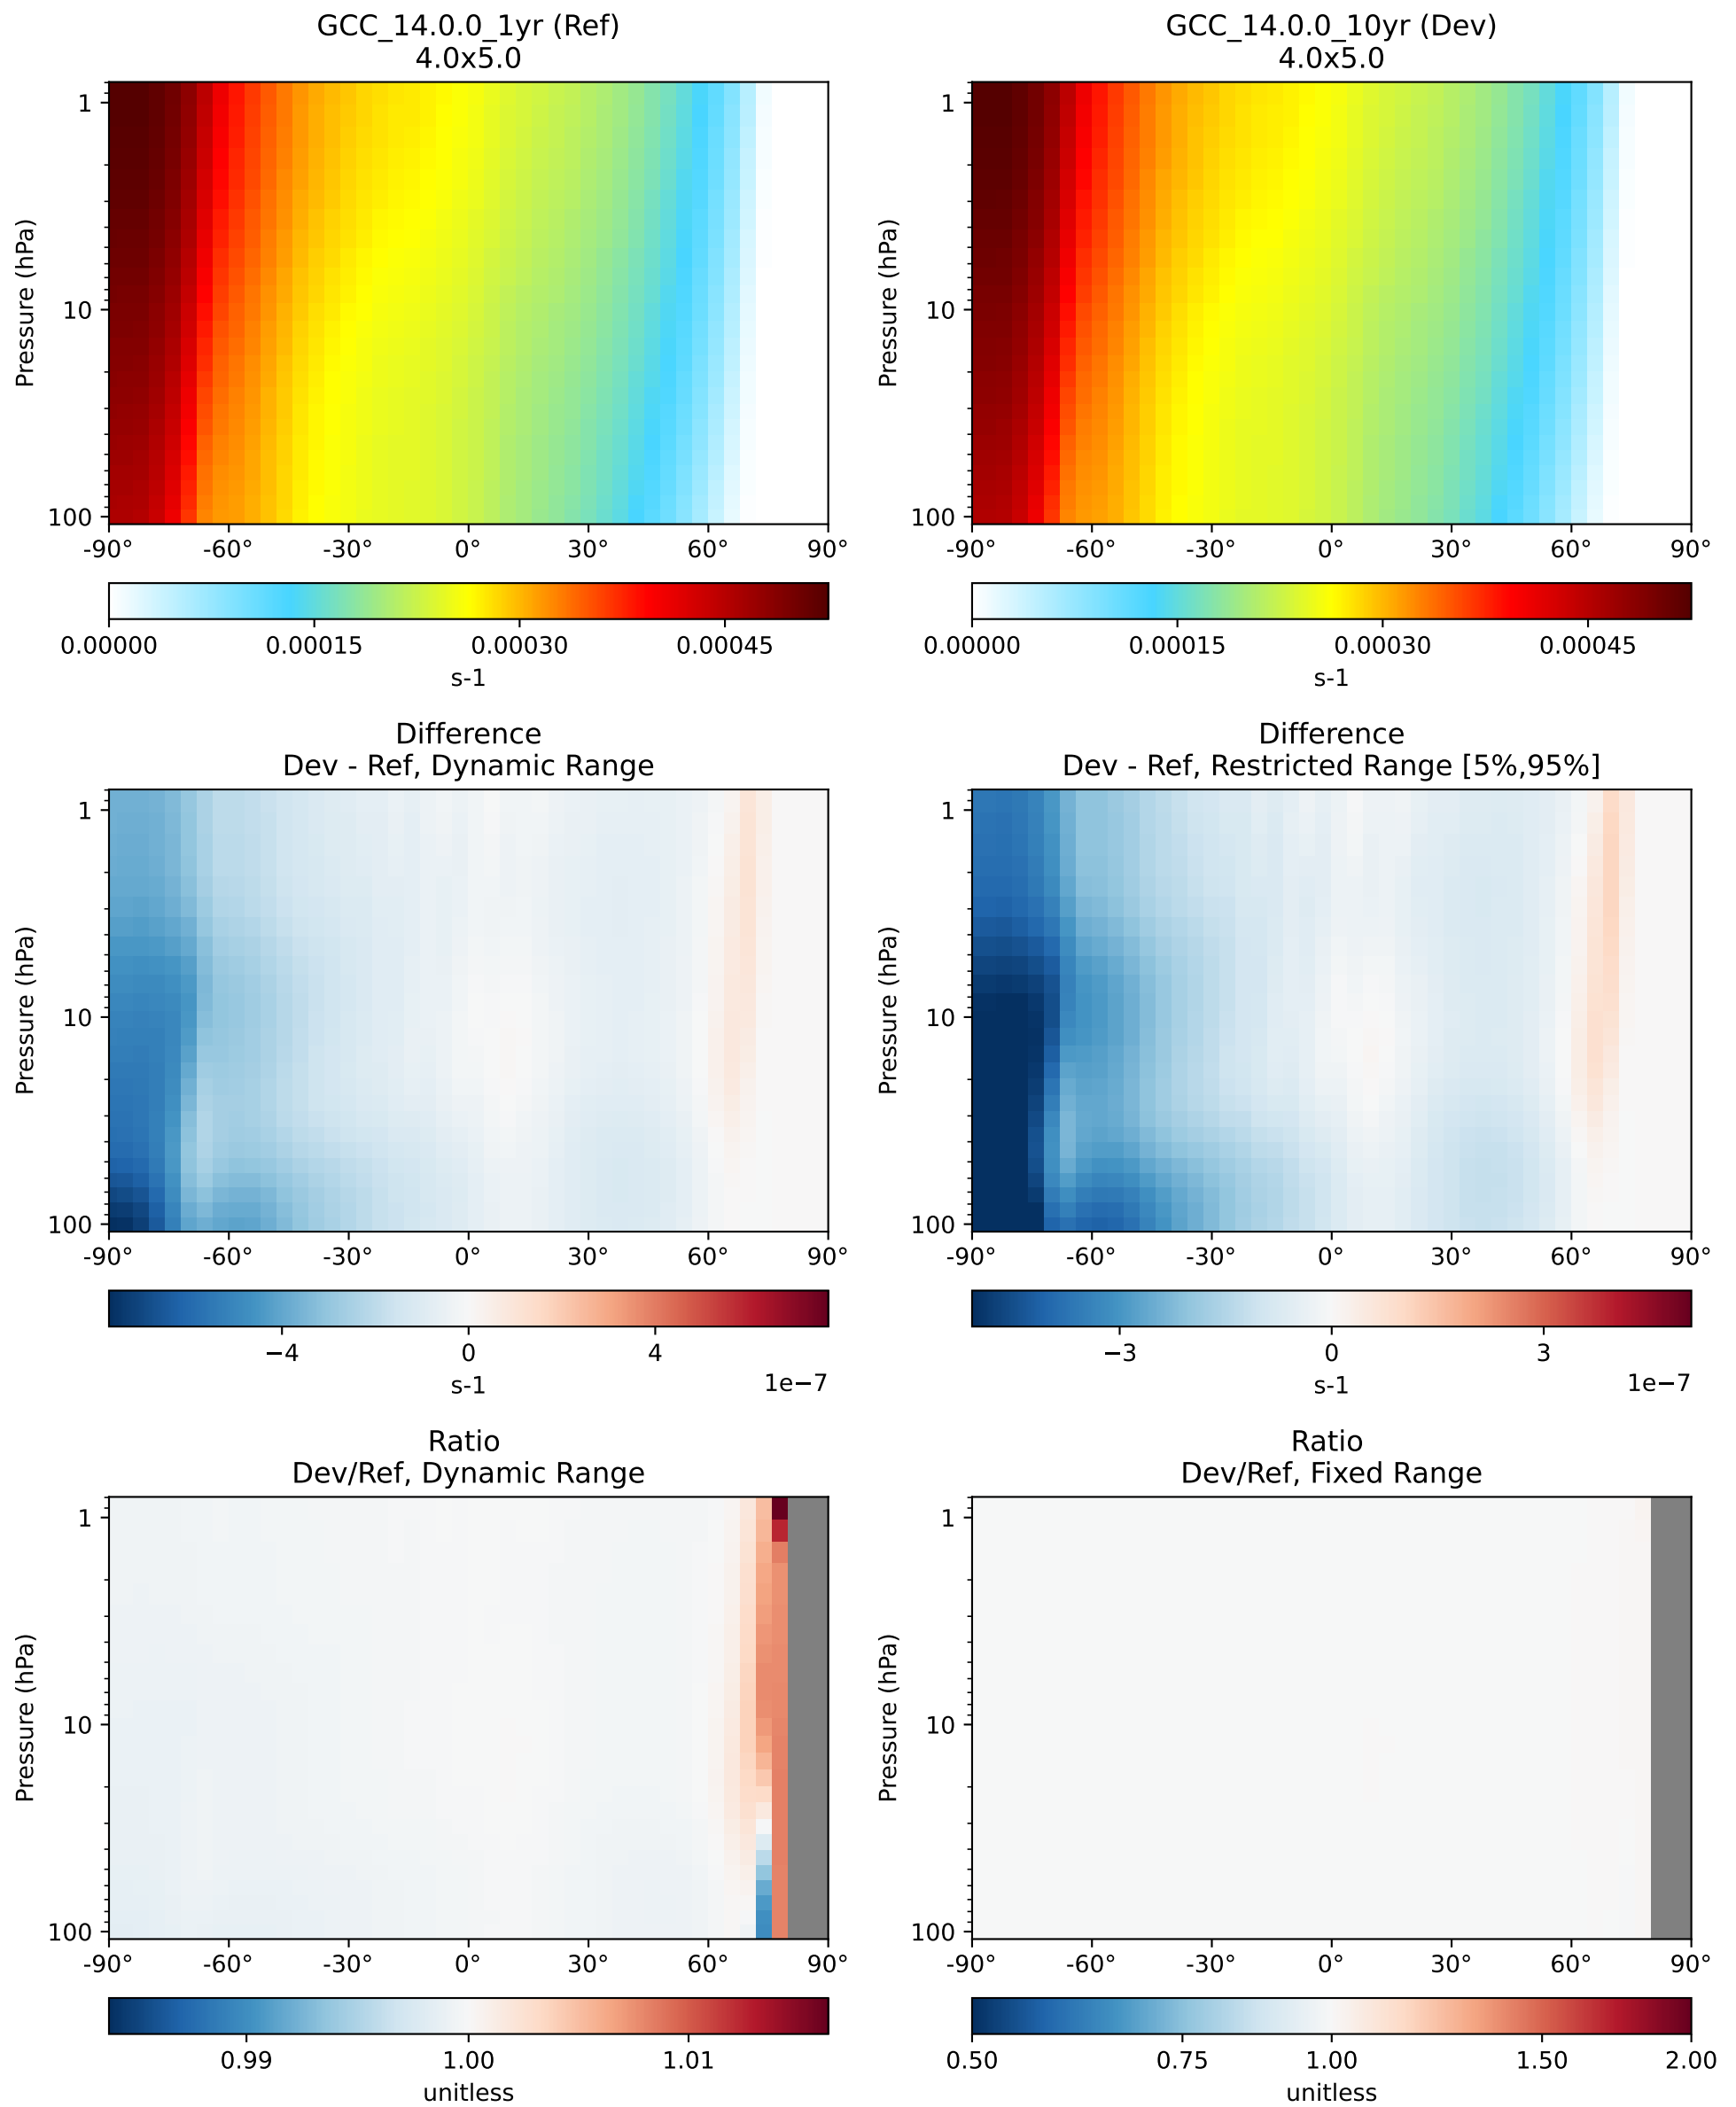 GCC_14.0.0_1yr (Ref)
4.0x5.0
Pressure (hPa)
1
10
100
-90° -60° -30° 0° 30° 60° 90°
0.00000 0.00015 0.00030 0.00045
s-1
GCC_14.0.0_10yr (Dev)
4.0x5.0
Pressure (hPa)
1
10
100
-90° -60° -30° 0° 30° 60° 90°
0.00000 0.00015 0.00030 0.00045
s-1
Difference
Dev - Ref, Dynamic Range
Pressure (hPa)
1
10
100
-90° -60° -30° 0° 30° 60° 90°
−4 0 4
s-1
1e−7
Difference
Dev - Ref, Restricted Range [5%,95%]
Pressure (hPa)
1
10
100
-90° -60° -30° 0° 30° 60° 90°
−3 0 3
s-1
1e−7
Ratio
Dev/Ref, Dynamic Range
Pressure (hPa)
1
10
100
-90° -60° -30° 0° 30° 60° 90°
0.99 1.00 1.01
unitless
Ratio
Dev/Ref, Fixed Range
Pressure (hPa)
1
10
100
-90° -60° -30° 0° 30° 60° 90°
0.50 0.75 1.00 1.50 2.00
unitless